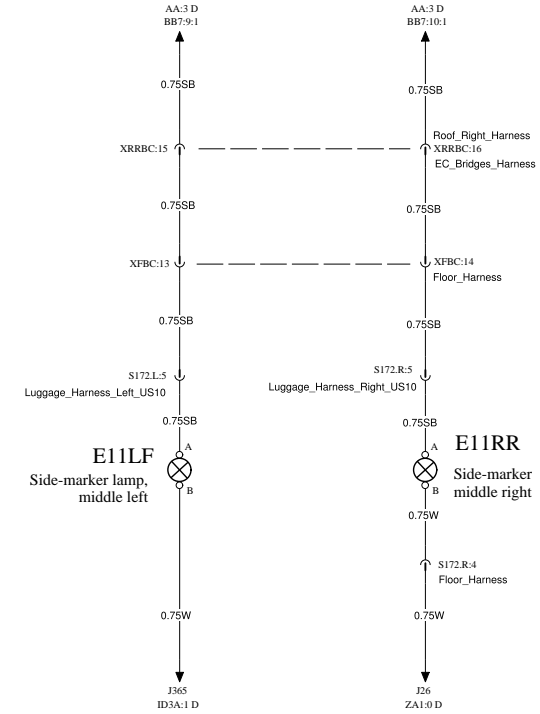 AA:3 D
BB7:9:1
AA:3 D
BB7:10:1
0.75SB
0.75SB
Roof_Right_Harness
XRRBC:15
XRRBC:16
EC_Bridges_Harness
0.75SB
0.75SB
XFBC:13
XFBC:14
Floor_Harness
0.75SB
0.75SB
S172.L:5
Luggage_Harness_Left_US10
S172.R:5
Luggage_Harness_Right_US10
0.75SB
0.75SB
A
E11LF
Side-marker lamp,
middle left
B
A
E11RR
Side-marker
middle right
B
0.75W
S172.R:4
Floor_Harness
0.75W
0.75W
J365
ID3A:1 D
J26
ZA1:0 D